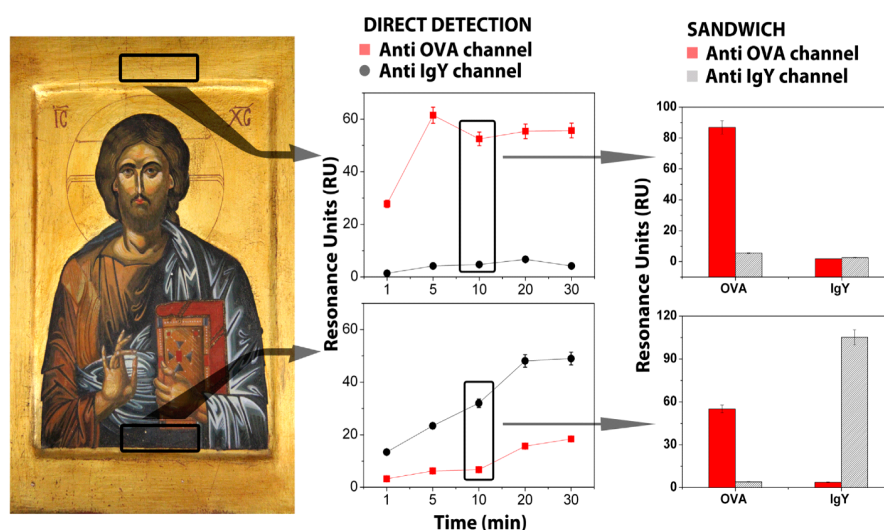 DIRECT DETECTION
Anti OVA channel
Anti IgY channel
SANDWICH
Anti OVA channel
Anti IgY channel
ΙC ΧC
Resonance Units (RU)
60
40
20
0
1 5 10 20 30
60
40
20
0
1 5 10 20 30
Time (min)
Resonance Units (RU)
100
80
60
40
20
0
OVA IgY
120
90
60
30
0
OVA IgY